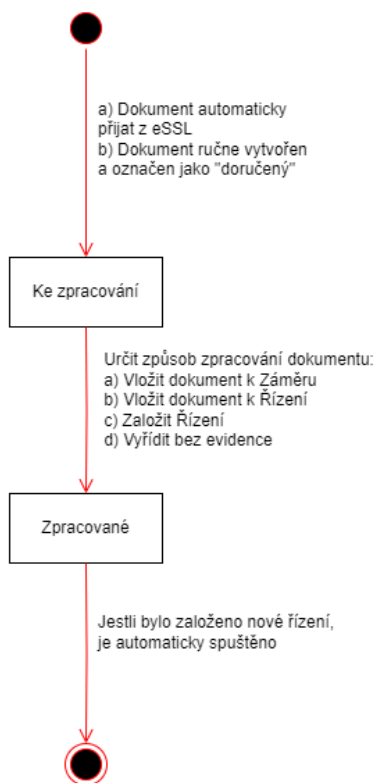 a) Dokument automaticky
přijat z eSSL
b) Dokument ručne vytvořen
a označen jako "doručený"
Ke zpracování
Určit způsob zpracování dokumentu:
a) Vložit dokument k Záměru
b) Vložit dokument k Řízení
c) Založit Řízení
d) Vyřídit bez evidence
Zpracované
Jestli bylo založeno nové řízení,
je automaticky spuštěno